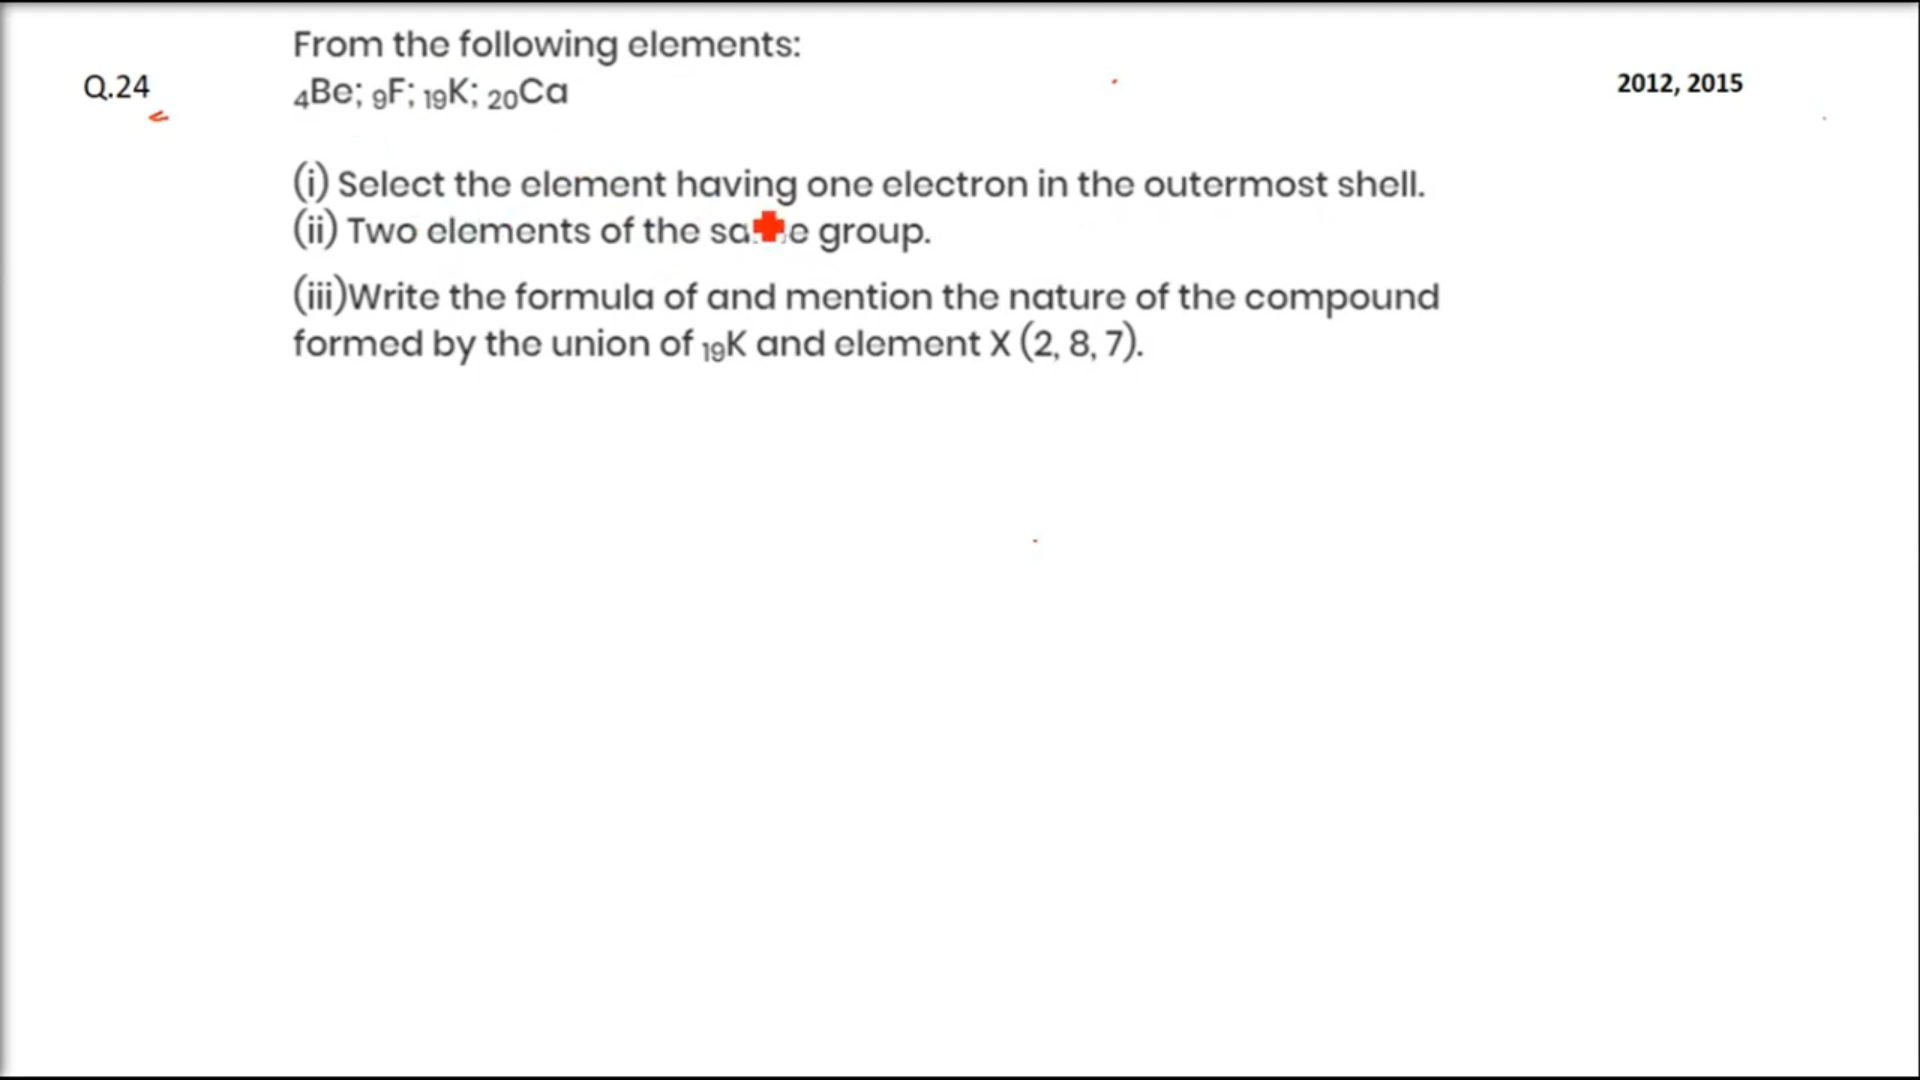 From the following elements:
Q.24
₄Be; ₉F; ₁₉K; ₂₀Ca
2012, 2015
(i) Select the element having one electron in the outermost shell.
(ii) Two elements of the group.
(iii)Write the formula of and mention the nature of the compound
formed by the union of ₁₉K and element X (2, 8, 7).